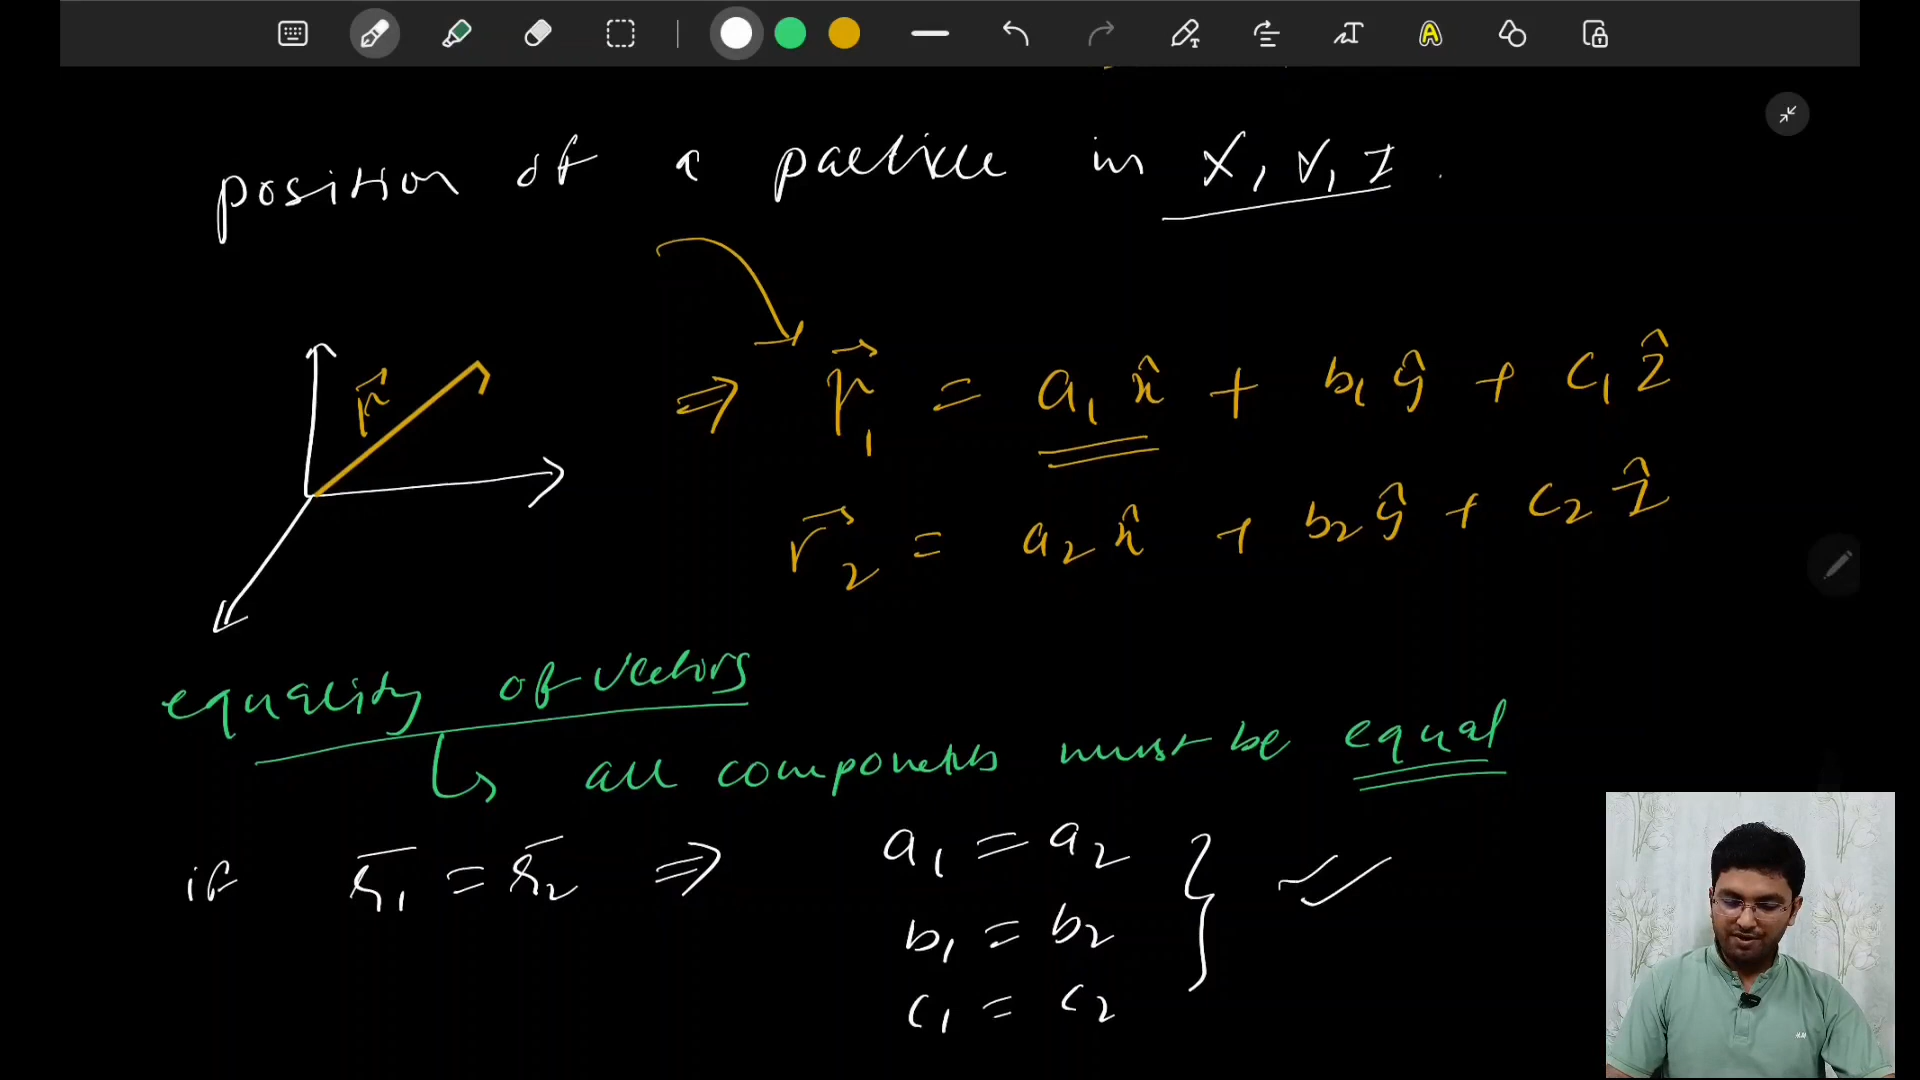 position of a particle in X, Y, Z.
r⃗
⇒ r⃗₁ = a₁ x̂ + b₁ ŷ + c₁ ẑ
r⃗₂ = a₂ x̂ + b₂ ŷ + c₂ ẑ
equality of vectors
↳ all components must be equal
if r̅₁ = r̅₂ ⇒ a₁ = a₂
b₁ = b₂
c₁ = c₂